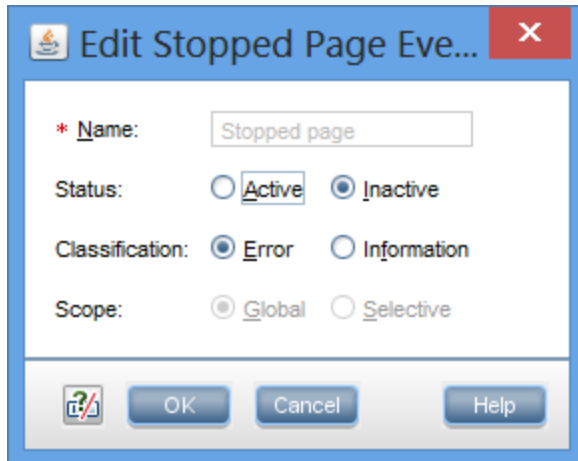 Edit Stopped Page Eve...
* Name: Stopped page
Status: Active Inactive
Classification: Error Information
Scope: Global Selective
OK Cancel Help